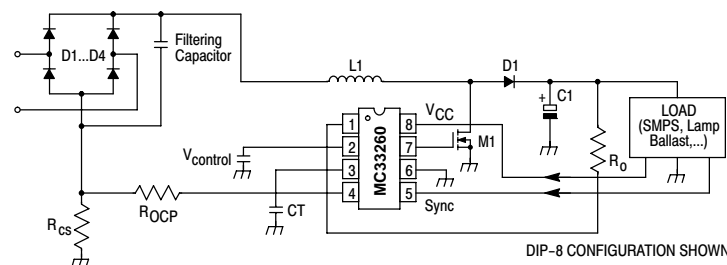 D1...D4
Filtering
Capacitor
L1
D1
C1
+
LOAD
(SMPS, Lamp
Ballast,...)
VCC
M1
Ro
Vcontrol
1
2
3
4
MC33260
8
7
6
5
Sync
CT
ROCP
Rcs
DIP-8 CONFIGURATION SHOWN